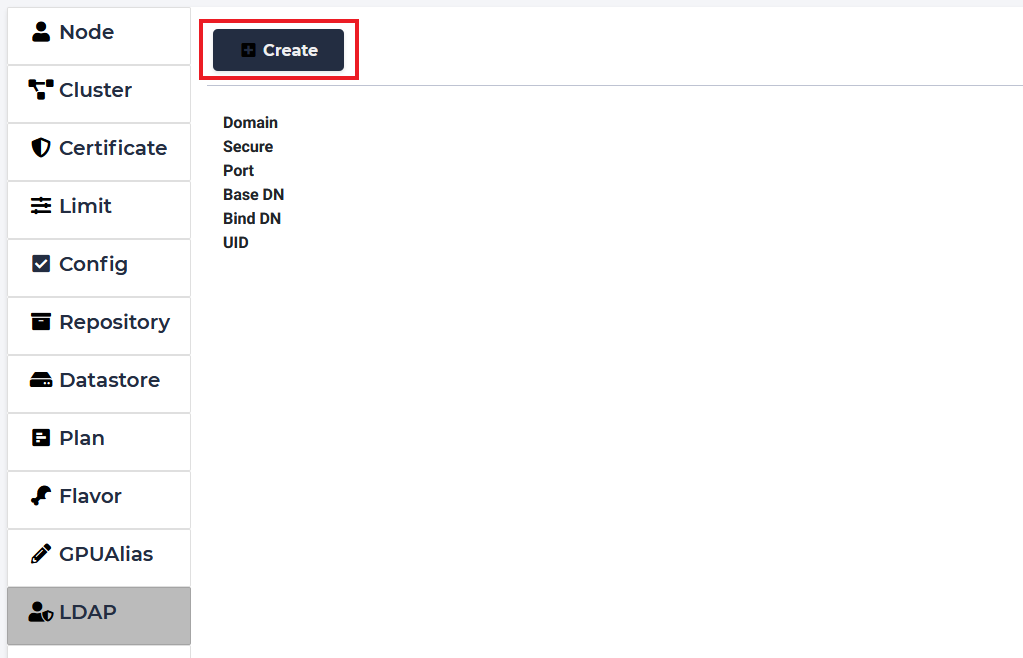 Node
Cluster
Certificate
Limit
Config
Repository
Datastore
Plan
Flavor
GPUAlias
LDAP
Create
Domain
Secure
Port
Base DN
Bind DN
UID